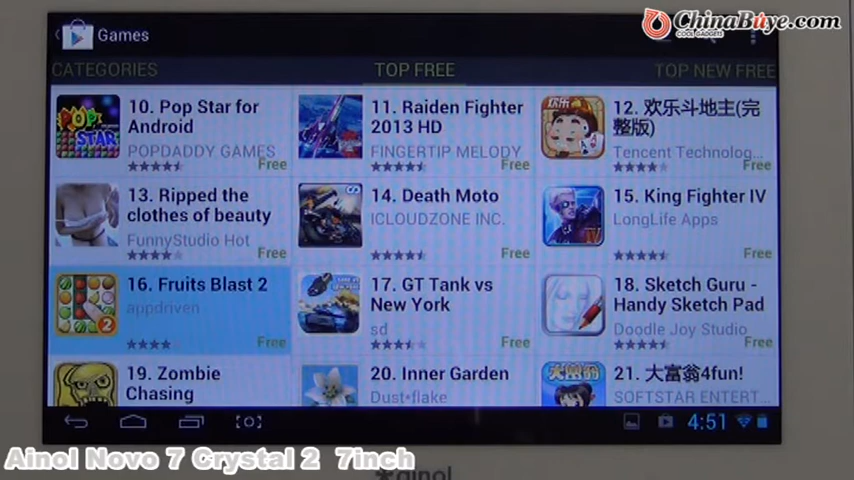 ChinaBuye.com
COOL GADGETS
Games
CATEGORIES
TOP FREE
TOP NEW FREE
10. Pop Star for
Android
POPDADDY GAMES
Free
11. Raiden Fighter
2013 HD
FINGERTIP MELODY
Free
12. 欢乐斗地主(完
整版)
Tencent Technolog...
Free
13. Ripped the
clothes of beauty
FunnyStudio Hot
Free
14. Death Moto
ICLOUDZONE INC.
Free
15. King Fighter IV
LongLife Apps
Free
16. Fruits Blast 2
appdriven
Free
17. GT Tank vs
New York
sd
Free
18. Sketch Guru -
Handy Sketch Pad
Doodle Joy Studio
Free
19. Zombie
Chasing
20. Inner Garden
Dust•flake
21. 大富翁4fun!
SOFTSTAR ENTERT...
4:51
Ainol Novo 7 Crystal 2 7inch
ainol